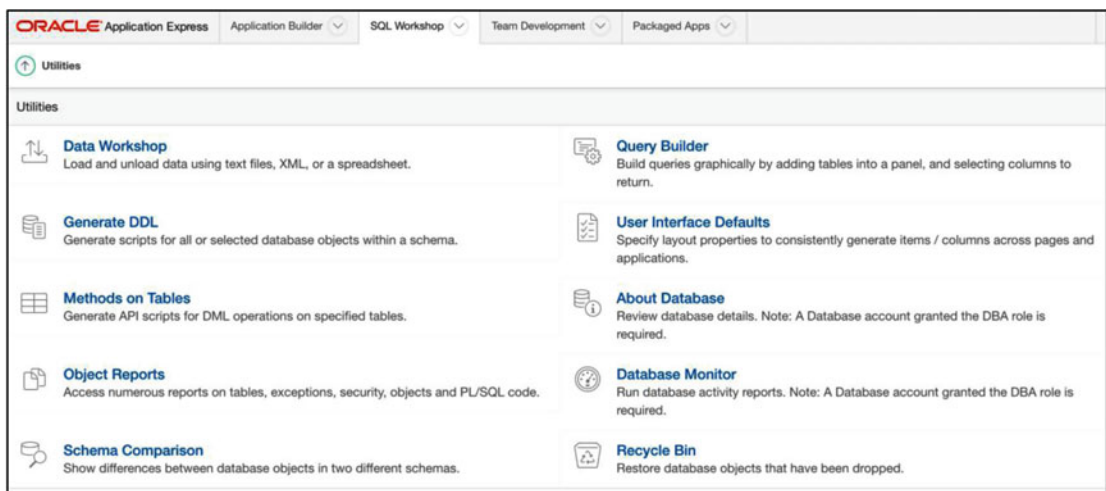 ORACLE Application Express Application Builder SQL Workshop Team Development Packaged Apps
Utilities
Utilities
Data Workshop
Load and unload data using text files, XML, or a spreadsheet.
Query Builder
Build queries graphically by adding tables into a panel, and selecting columns to
return.
Generate DDL
Generate scripts for all or selected database objects within a schema.
User Interface Defaults
Specify layout properties to consistently generate items / columns across pages and
applications.
Methods on Tables
Generate API scripts for DML operations on specified tables.
About Database
Review database details. Note: A Database account granted the DBA role is
required.
Object Reports
Access numerous reports on tables, exceptions, security, objects and PL/SQL code.
Database Monitor
Run database activity reports. Note: A Database account granted the DBA role is
required.
Schema Comparison
Show differences between database objects in two different schemas.
Recycle Bin
Restore database objects that have been dropped.